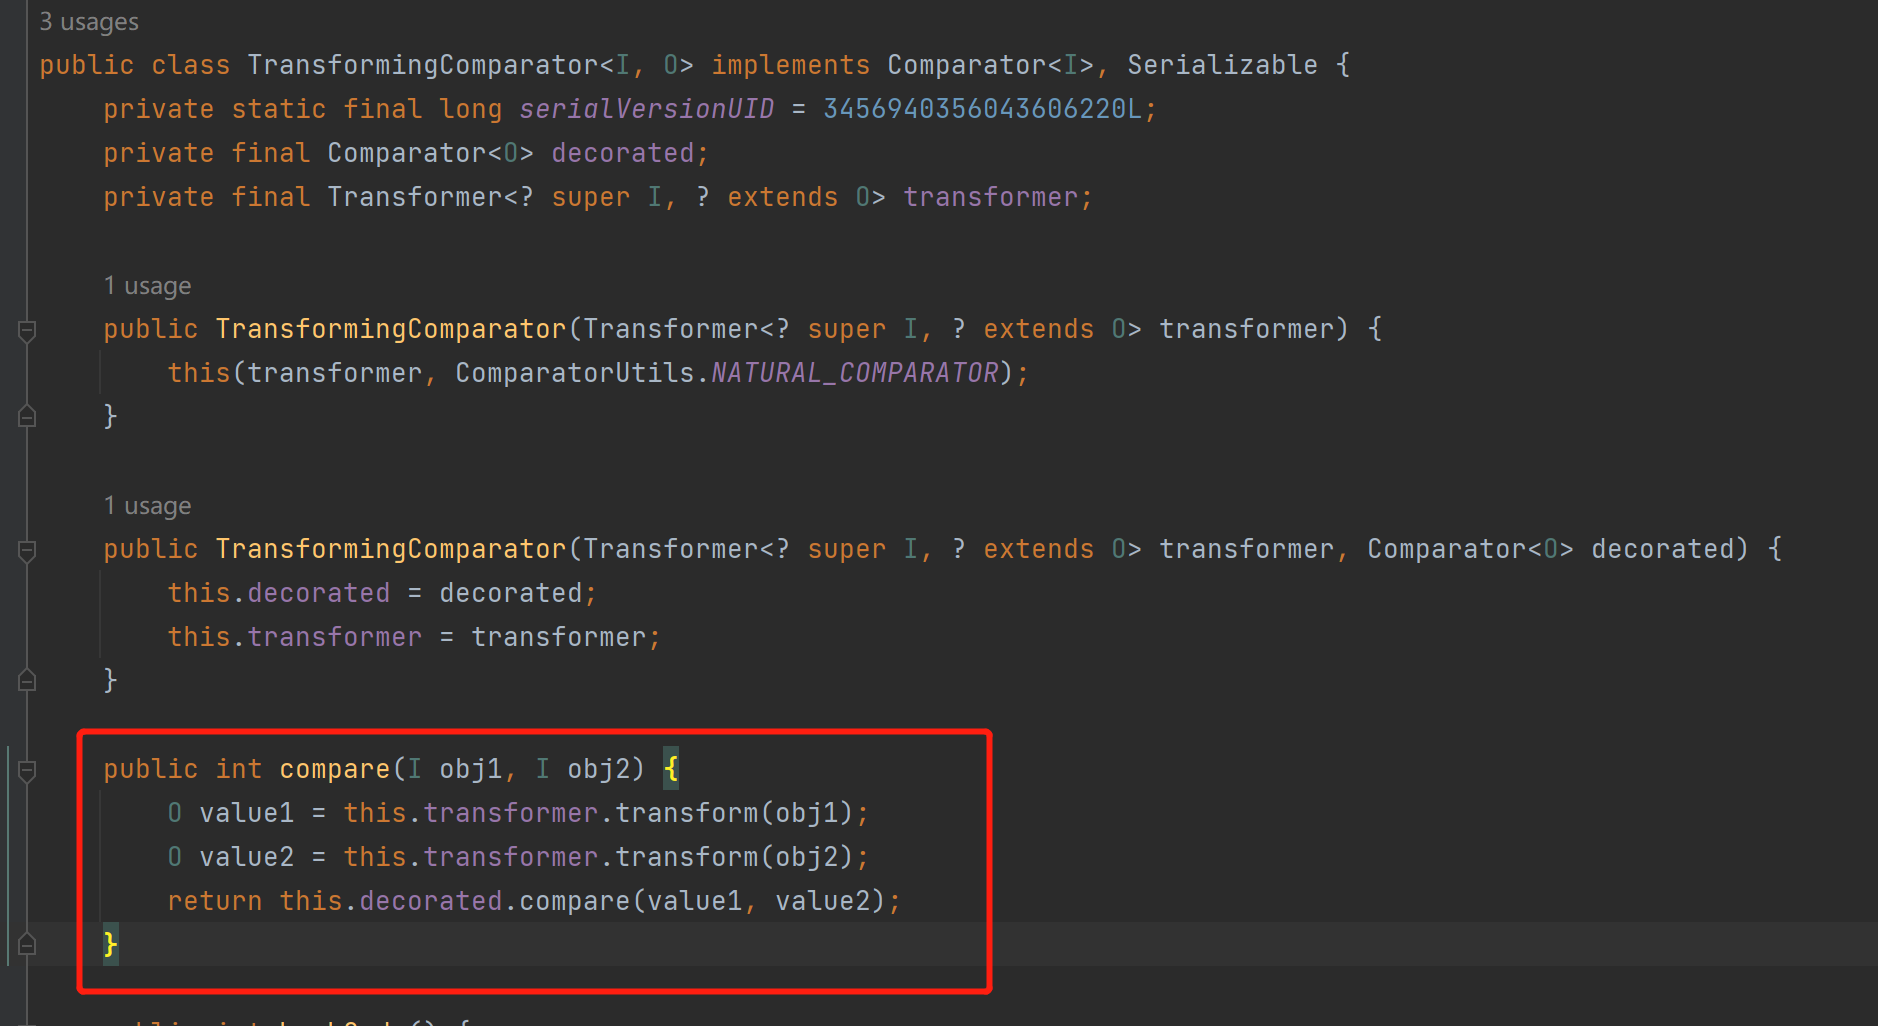 3 usages
public class TransformingComparator<I, O> implements Comparator<I>, Serializable {
private static final long serialVersionUID = 3456940356043606220L;
private final Comparator<O> decorated;
private final Transformer<? super I, ? extends O> transformer;
1 usage
public TransformingComparator(Transformer<? super I, ? extends O> transformer) {
this(transformer, ComparatorUtils.NATURAL_COMPARATOR);
}
1 usage
public TransformingComparator(Transformer<? super I, ? extends O> transformer, Comparator<O> decorated) {
this.decorated = decorated;
this.transformer = transformer;
}
public int compare(I obj1, I obj2) {
O value1 = this.transformer.transform(obj1);
O value2 = this.transformer.transform(obj2);
return this.decorated.compare(value1, value2);
}